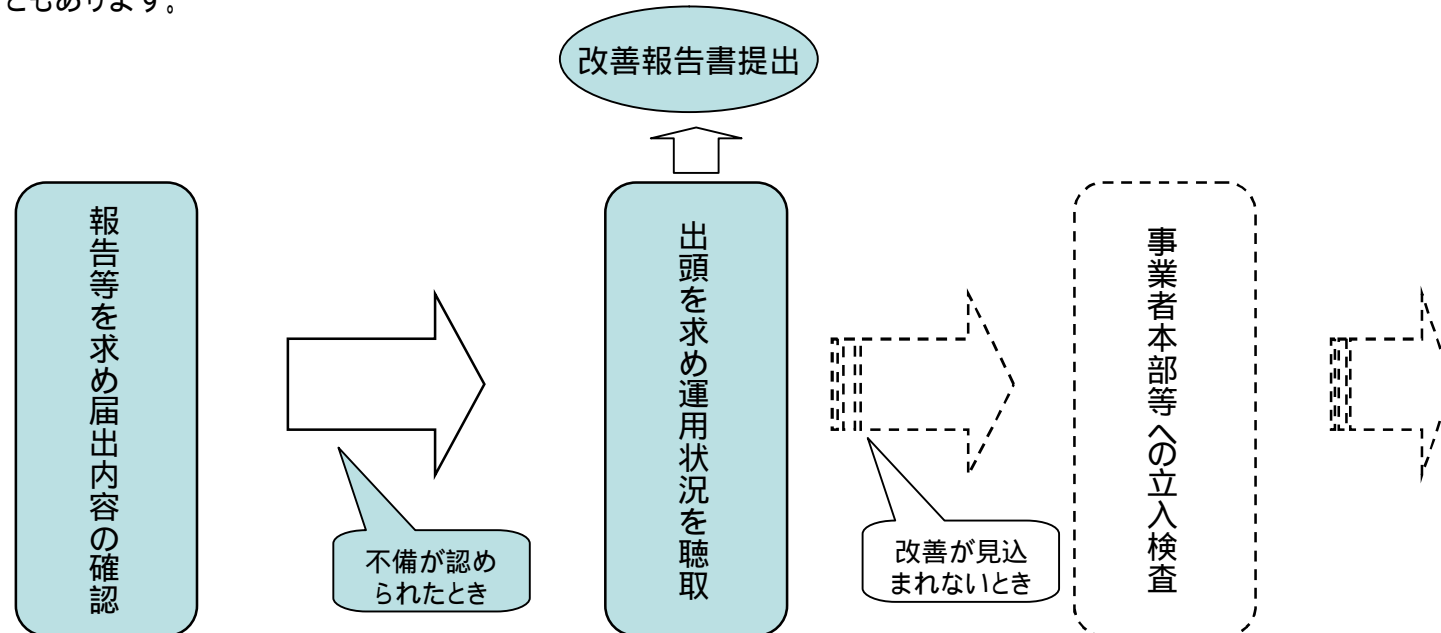 ともあります。
改善報告書提出
報告等を求め届出内容の確認
不備が認め
られたとき
出頭を求め運用状況を聴取
改善が見込
まれないとき
事業者本部等への立入検査